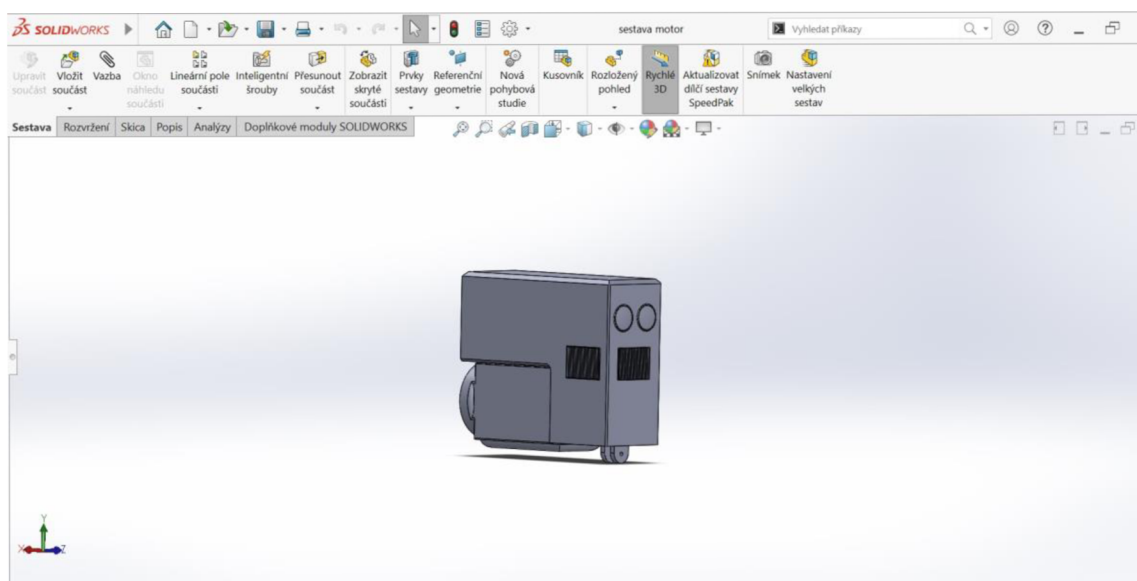 SOLIDWORKS
sestava motor
Vyhledat příkazy
Upravit součást
Vložit součást
Vazba
Okno náhledu součásti
Lineární pole součásti
Inteligentní šrouby
Přesunout součást
Zobrazit skryté součásti
Prvky sestavy
Referenční geometrie
Nová pohybová studie
Kusovník
Rozložený pohled
Rychlé 3D
Aktualizovat dílčí sestavy SpeedPak
Snímek
Nastavení velkých sestav
Sestava Rozvržení Skica Popis Analýzy Doplňkové moduly SOLIDWORKS
Y
X Z